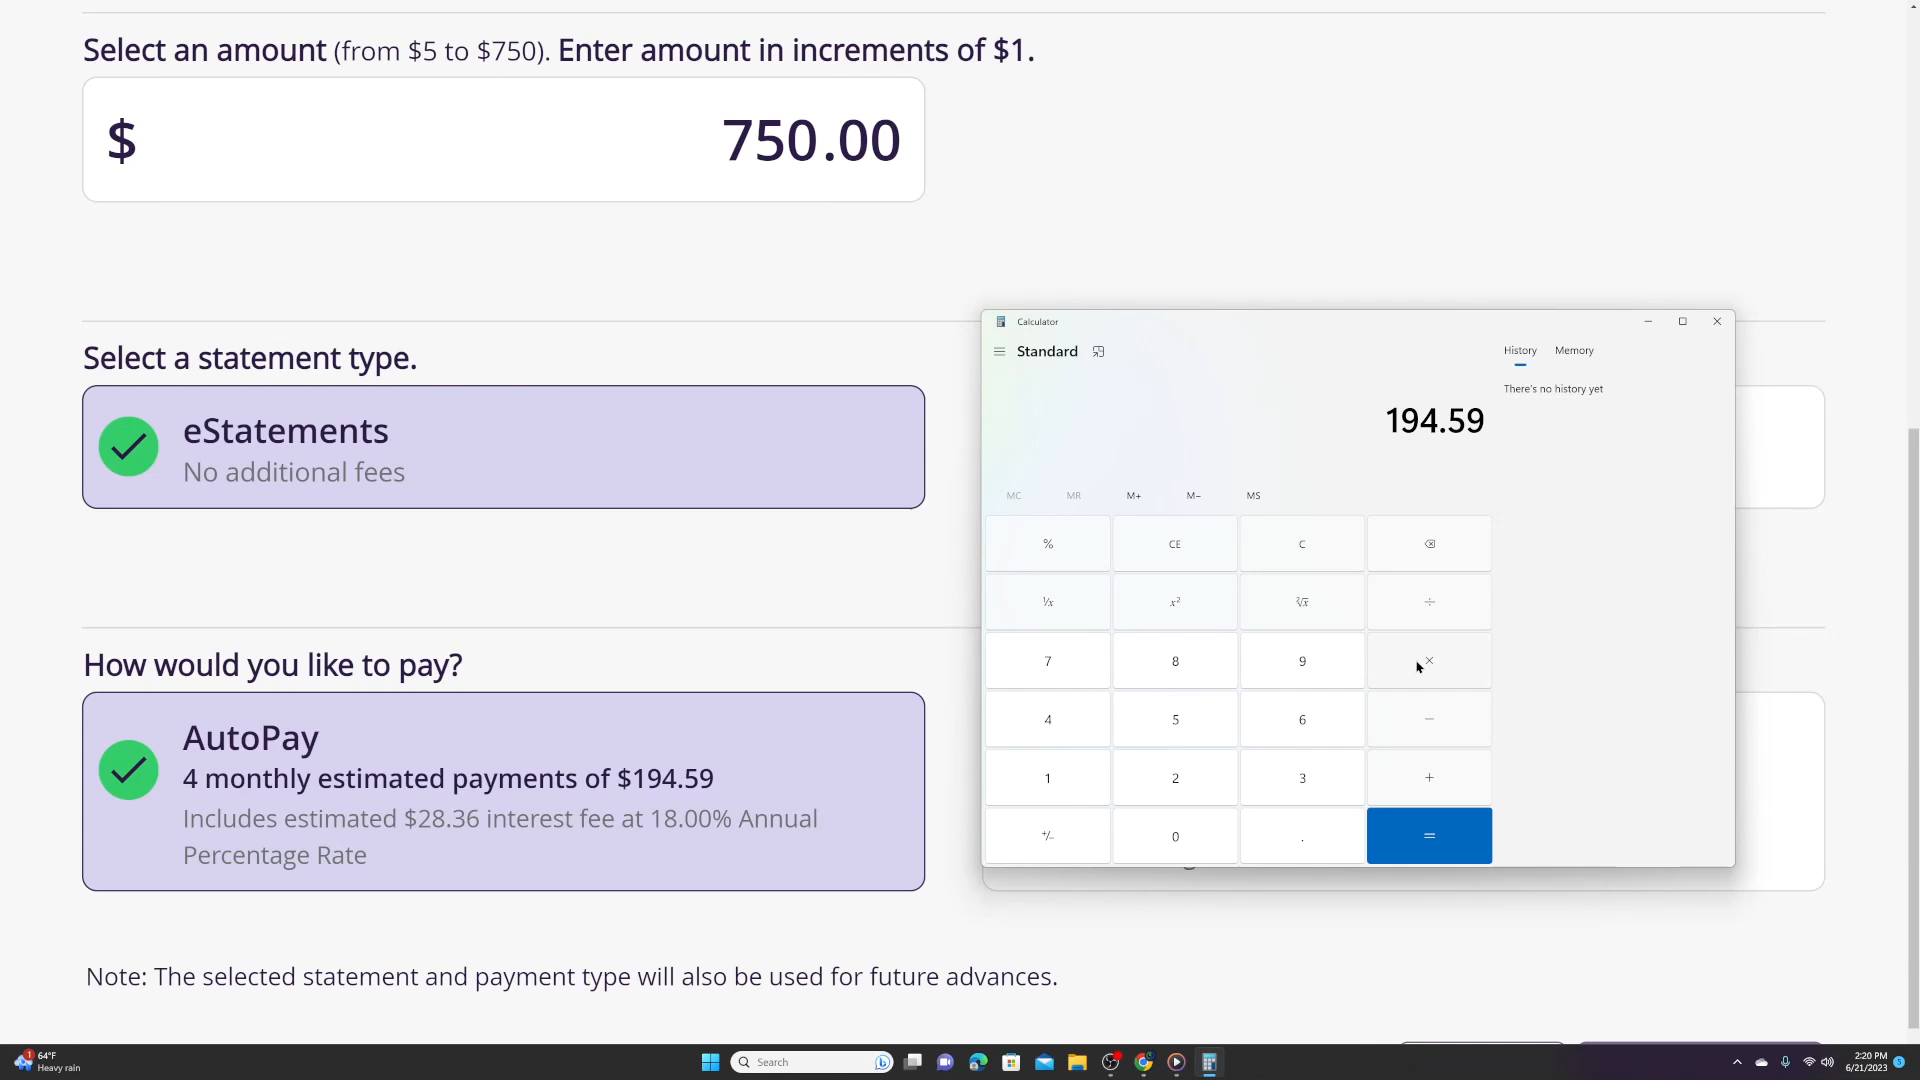 Select an amount (from $5 to $750). Enter amount in increments of $1.
$ 750.00
Select a statement type.
eStatements
No additional fees
How would you like to pay?
AutoPay
4 monthly estimated payments of $194.59
Includes estimated $28.36 interest fee at 18.00% Annual
Percentage Rate
Note: The selected statement and payment type will also be used for future advances.
Calculator
Standard
History Memory
There's no history yet
194.59
MC MR M+ M− MS
% CE C
¹/x x² ²√x ÷
7 8 9 ×
4 5 6 −
1 2 3 +
+/− 0 . =
1
64°F
Heavy rain
Search
2:20 PM
6/21/2023
5